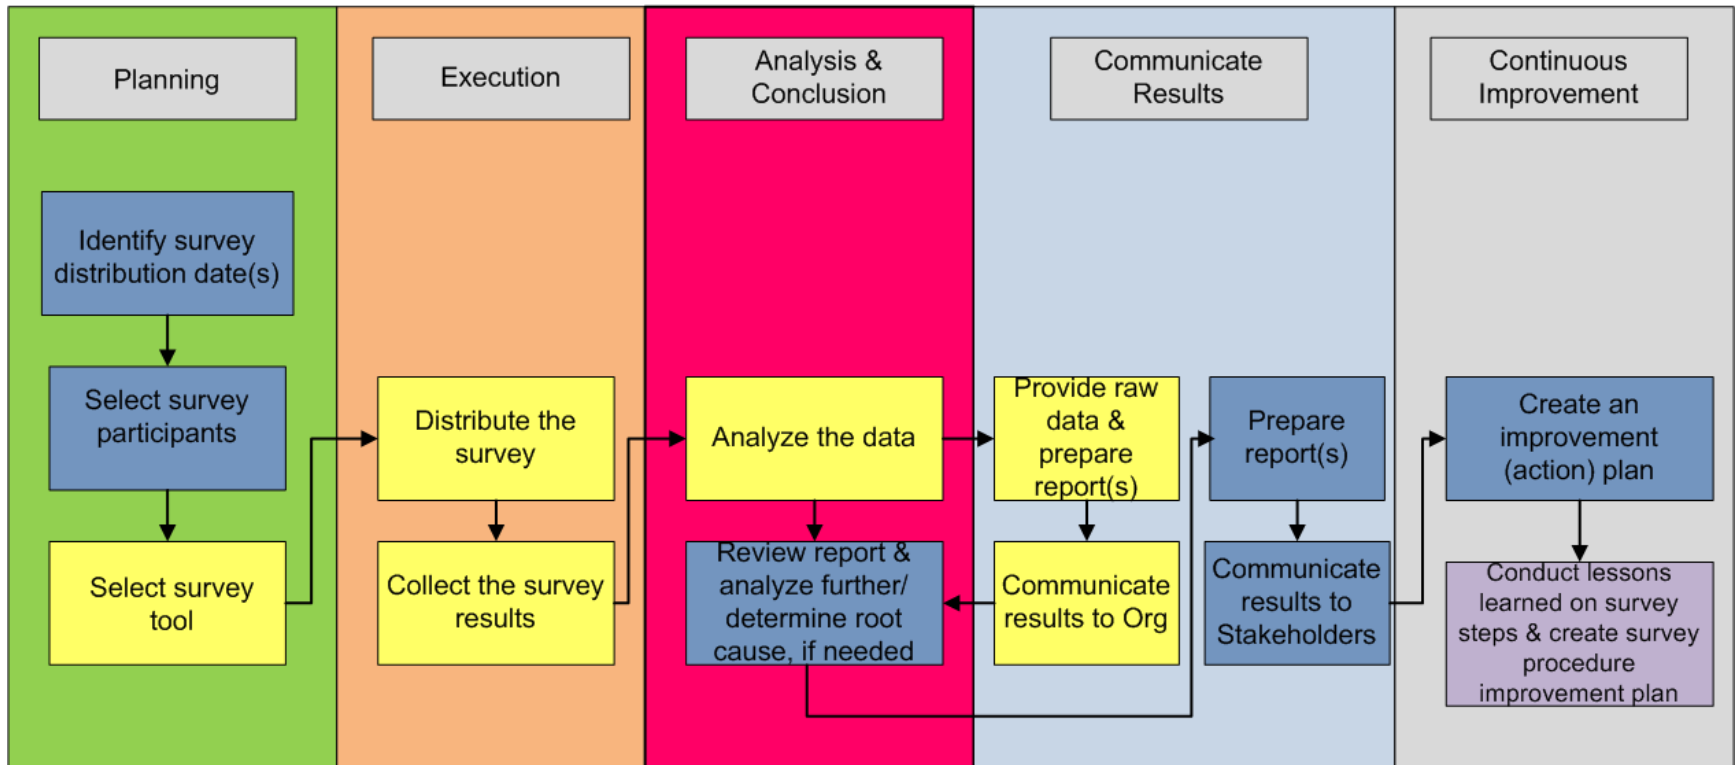 Planning
Execution
Analysis &
Conclusion
Communicate
Results
Continuous
Improvement
Identify survey
distribution date(s)
Select survey
participants
Select survey
tool
Distribute the
survey
Collect the survey
results
Analyze the data
Review report &
analyze further/
determine root
cause, if needed
Provide raw
data &
prepare
report(s)
Communicate
results to Org
Prepare
report(s)
Communicate
results to
Stakeholders
Create an
improvement
(action) plan
Conduct lessons
learned on survey
steps & create survey
procedure
improvement plan